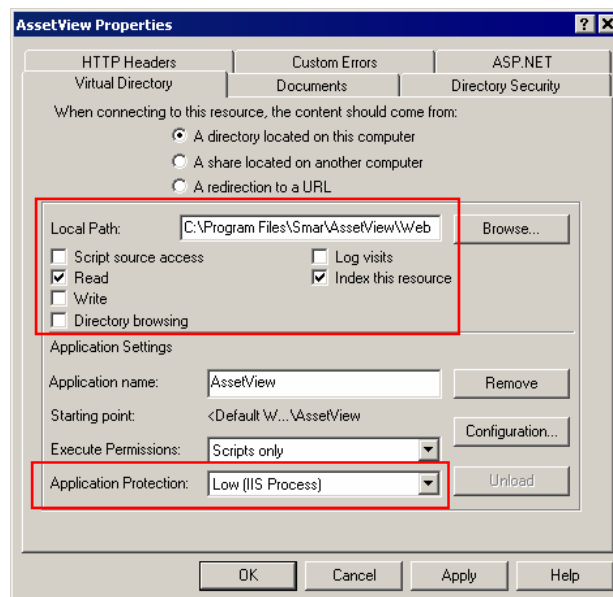 AssetView Properties
HTTP Headers Custom Errors ASP.NET
Virtual Directory Documents Directory Security
When connecting to this resource, the content should come from:
A directory located on this computer
A share located on another computer
A redirection to a URL
Local Path: C:\Program Files\Smar\AssetView\Web Browse...
Script source access Log visits
Read Index this resource
Write
Directory browsing
Application Settings
Application name: AssetView Remove
Starting point: <Default W...\AssetView
Configuration...
Execute Permissions: Scripts only
Application Protection: Low (IIS Process) Unload
OK Cancel Apply Help